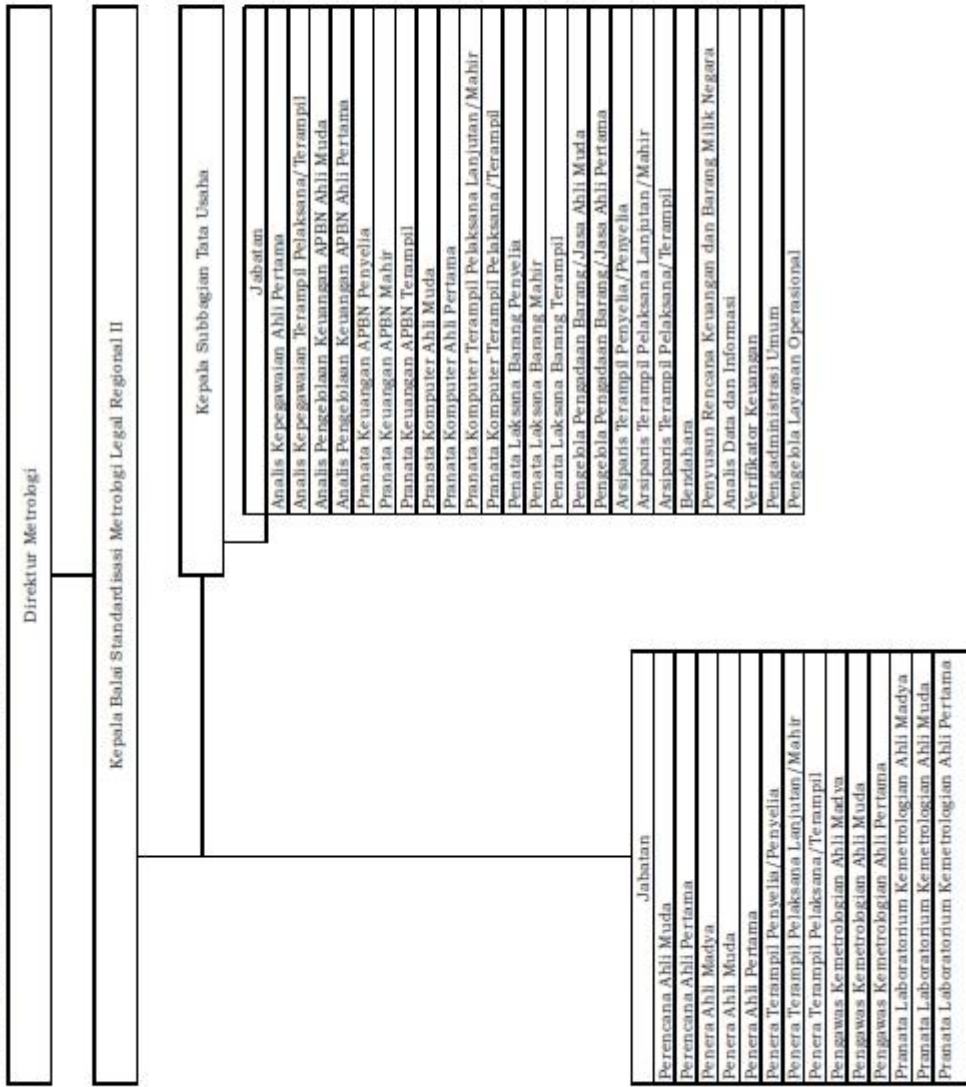 Direktur Metrologi
Kepala Balai Standardisasi Metrologi Legal Regional II
Kepala Subbagian Tata Usaha
Jabatan
Analis Kepegawaian Ahli Pertama
Analis Kepegawaian Terampil Pelaksana/Terampil
Analis Pengelolaan Keuangan APBN Ahli Muda
Analis Pengelolaan Keuangan APBN Ahli Pertama
Pranata Keuangan APBN Penyelia
Pranata Keuangan APBN Mahir
Pranata Keuangan APBN Terampil
Pranata Komputer Ahli Muda
Pranata Komputer Ahli Pertama
Pranata Komputer Terampil Pelaksana Lanjutan/Mahir
Pranata Komputer Terampil Pelaksana/Terampil
Penata Laksana Barang Penyelia
Penata Laksana Barang Mahir
Penata Laksana Barang Terampil
Pengelola Pengadaan Barang/Jasa Ahli Muda
Pengelola Pengadaan Barang/Jasa Ahli Pertama
Arsiparis Terampil Penyelia/Penyelia
Arsiparis Terampil Pelaksana Lanjutan/Mahir
Arsiparis Terampil Pelaksana/Terampil
Bendahara
Penyusun Rencana Keuangan dan Barang Milik Negara
Analis Data dan Informasi
Verifikator Keuangan
Pengadministrasi Umum
Pengelola Layanan Operasional
Jabatan
Perencana Ahli Muda
Perencana Ahli Pertama
Penera Ahli Madya
Penera Ahli Muda
Penera Ahli Pertama
Penera Terampil Penyelia/Penyelia
Penera Terampil Pelaksana Lanjutan/Mahir
Penera Terampil Pelaksana/Terampil
Pengawas Kemetrologian Ahli Madya
Pengawas Kemetrologian Ahli Muda
Pengawas Kemetrologian Ahli Pertama
Pranata Laboratorium Kemetrologian Ahli Madya
Pranata Laboratorium Kemetrologian Ahli Muda
Pranata Laboratorium Kemetrologian Ahli Pertama